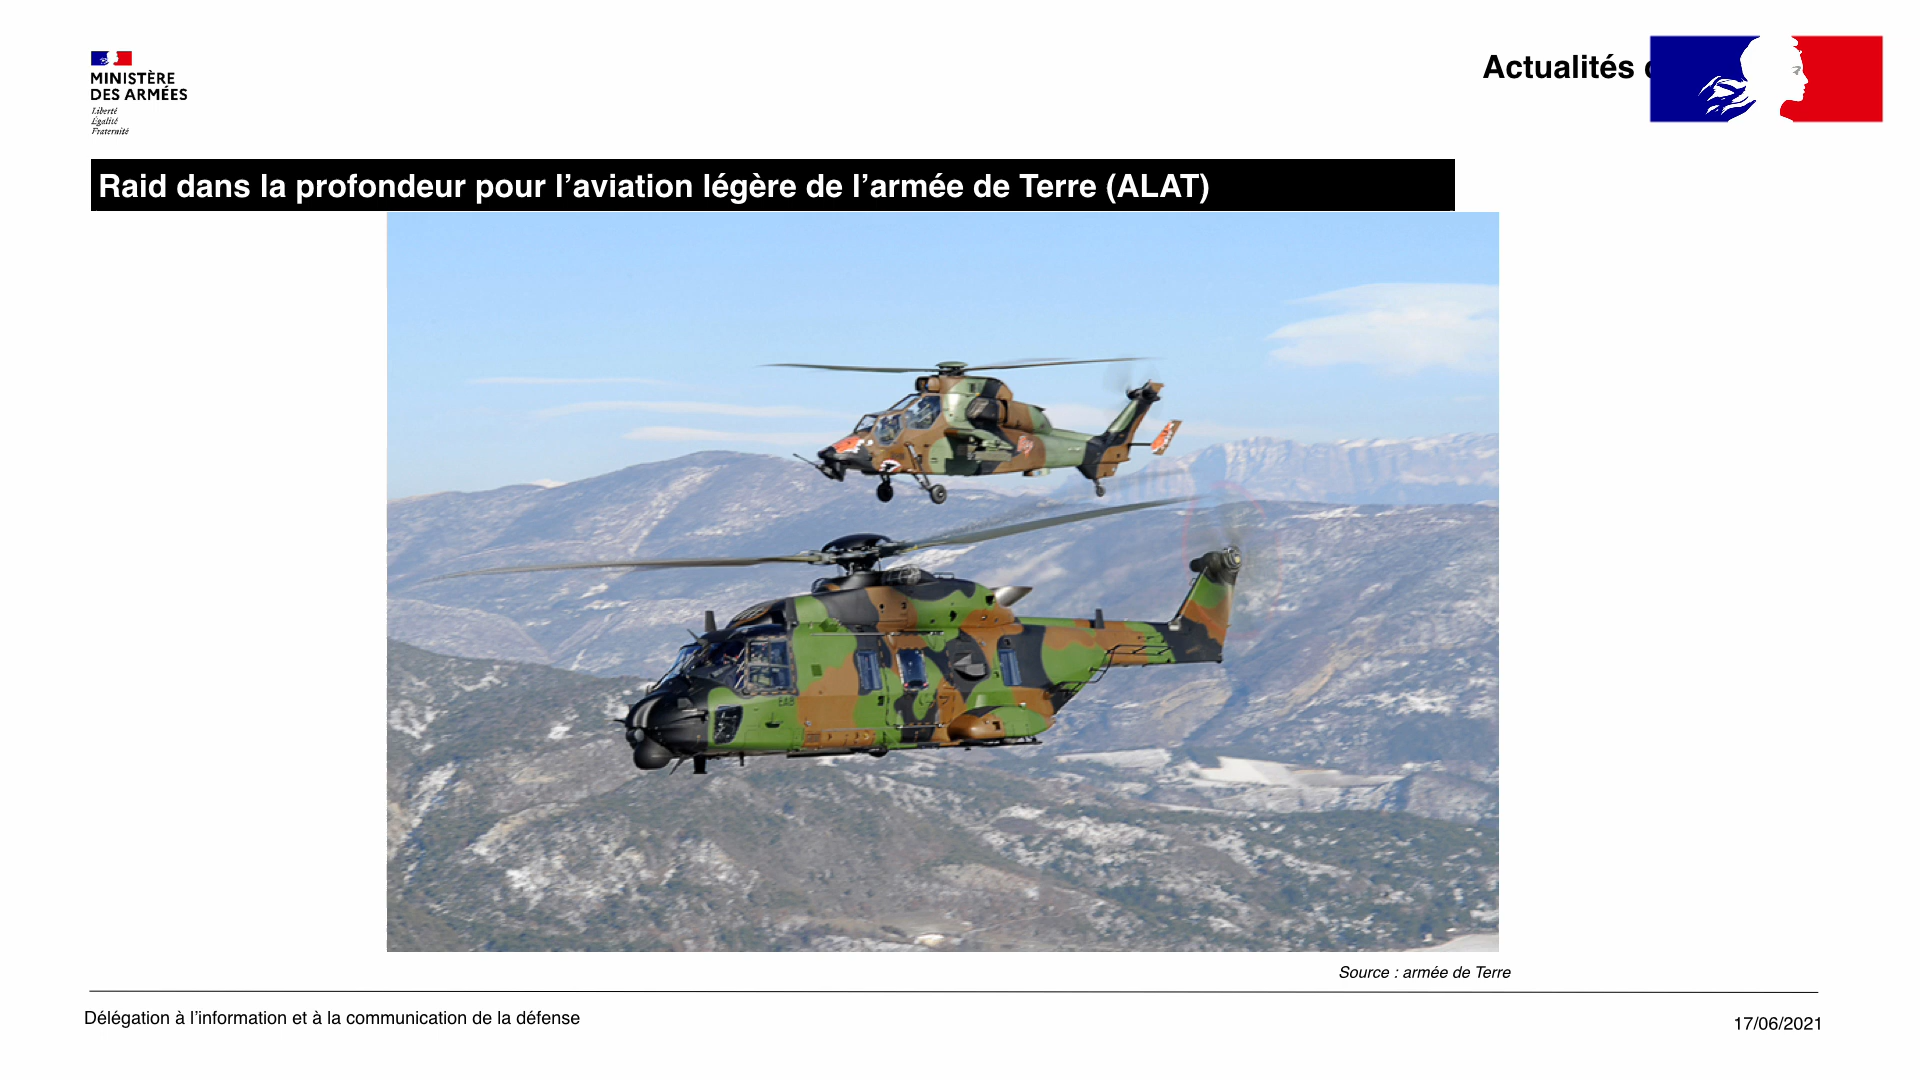 MINISTÈRE
DES ARMÉES
Liberté
Égalité
Fraternité
Actualités
Raid dans la profondeur pour l’aviation légère de l’armée de Terre (ALAT)
EAB
Source : armée de Terre
Délégation à l’information et à la communication de la défense
17/06/2021